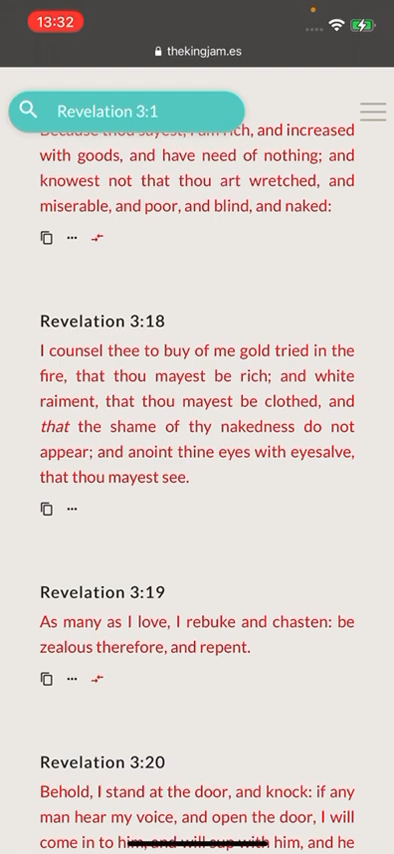 13:32
thekingjam.es
Revelation 3:1
and increased
with goods, and have need of nothing; and
knowest not that thou art wretched, and
miserable, and poor, and blind, and naked:
Revelation 3:18
I counsel thee to buy of me gold tried in the
fire, that thou mayest be rich; and white
raiment, that thou mayest be clothed, and
that the shame of thy nakedness do not
appear; and anoint thine eyes with eyesalve,
that thou mayest see.
Revelation 3:19
As many as I love, I rebuke and chasten: be
zealous therefore, and repent.
Revelation 3:20
Behold, I stand at the door, and knock: if any
man hear my voice, and open the door, I will
come in to him, and will sup with him, and he